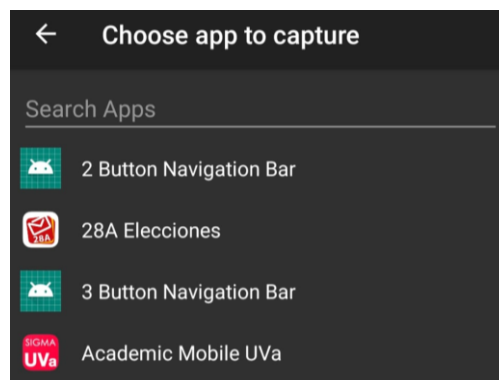 Choose app to capture
Search Apps
2 Button Navigation Bar
28A
28A Elecciones
3 Button Navigation Bar
SIGMA
UVa
Academic Mobile UVa